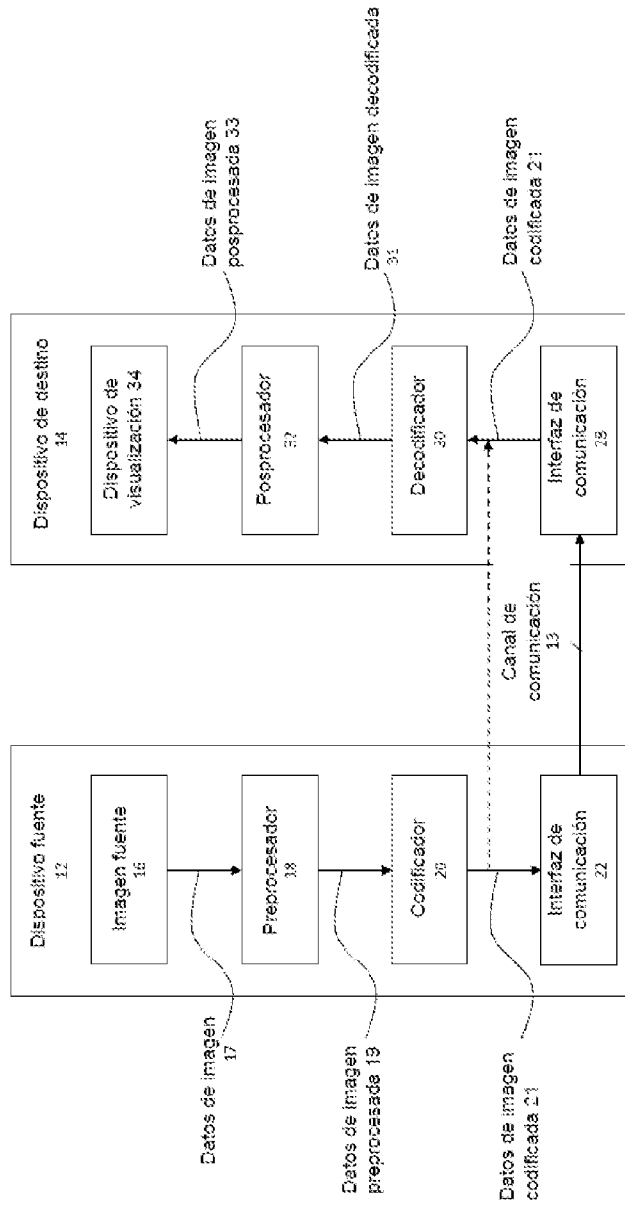 Dispositivo fuente
12
Imagen fuente
16
Datos de imagen
17
Preprocesador
18
Datos de imagen
preprocesada 19
Codificador
20
Datos de imagen
codificada 21
Interfaz de
comunicación
22
Canal de
comunicación
13
Dispositivo de destino
14
Dispositivo de
visualización 34
Datos de imagen
posprocesada 33
Posprocesador
32
Datos de imagen decodificada
31
Decodificador
30
Datos de imagen
codificada 21
Interfaz de
comunicación
28